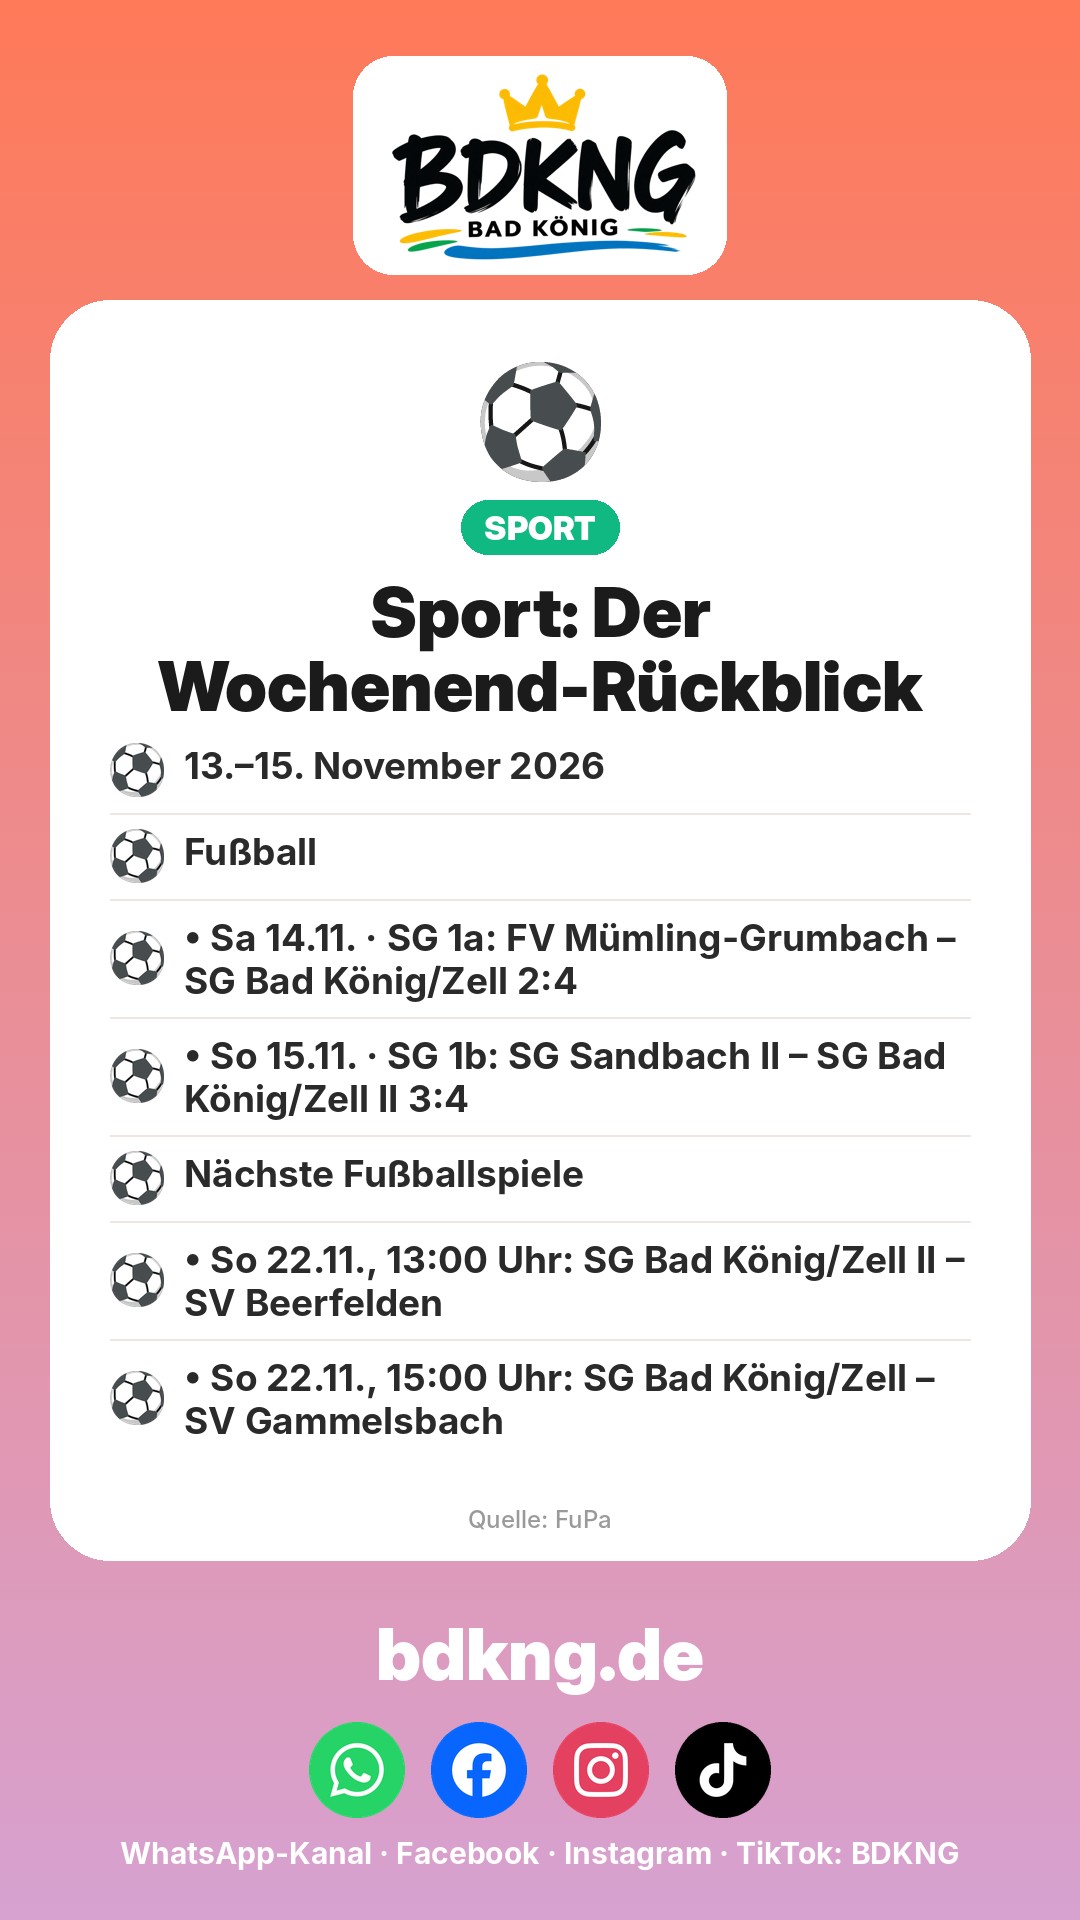 BDKNG
BAD KÖNIG
SPORT
Sport: Der
Wochenend-Rückblick
13.–15. November 2026
Fußball
• Sa 14.11. · SG 1a: FV Mümling-Grumbach –
SG Bad König/Zell 2:4
• So 15.11. · SG 1b: SG Sandbach II – SG Bad
König/Zell II 3:4
Nächste Fußballspiele
• So 22.11., 13:00 Uhr: SG Bad König/Zell II –
SV Beerfelden
• So 22.11., 15:00 Uhr: SG Bad König/Zell –
SV Gammelsbach
Quelle: FuPa
bdkng.de
WhatsApp-Kanal · Facebook · Instagram · TikTok: BDKNG